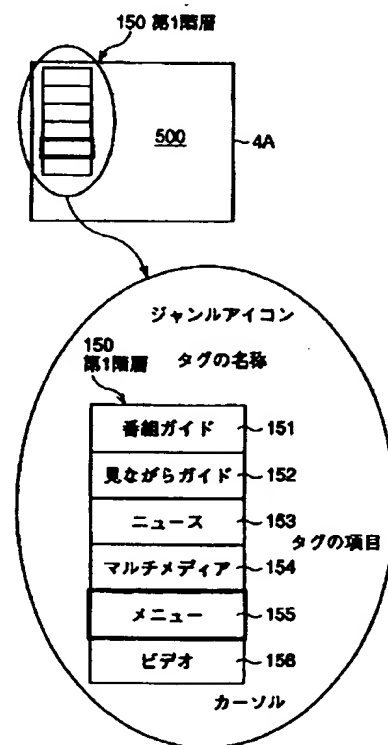 150 第1階層
500
4A
ジャンルアイコン
タグの名称
150
第1階層
番組ガイド 151
見ながらガイド 152
ニュース 153
タグの項目
マルチメディア 154
メニュー 155
ビデオ 156
カーソル